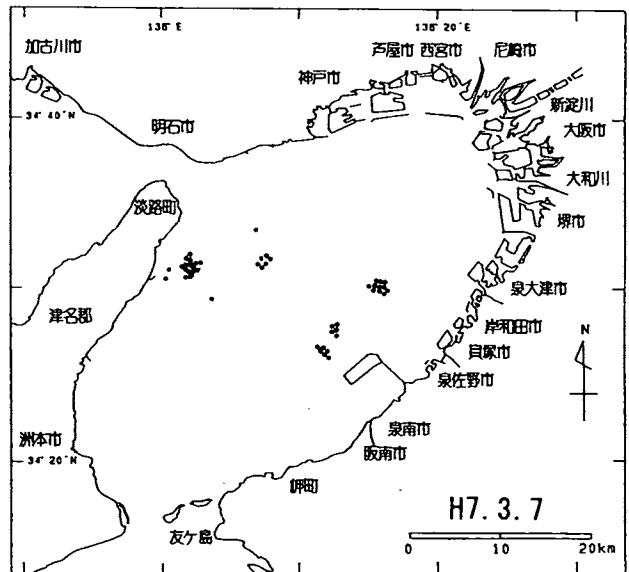 136 E
136 20' E
加古川市
芦屋市
西宮市
尼崎市
神戸市
新淀川
34 40'
明石市
大阪市
大和川
淡路町
堺市
泉大津市
津名郡
岸和田市
N
貝塚市
泉佐野市
泉南市
洲本市
阪南市
34 20'
岬町
H7.3.7
友ケ島
0 10 20km